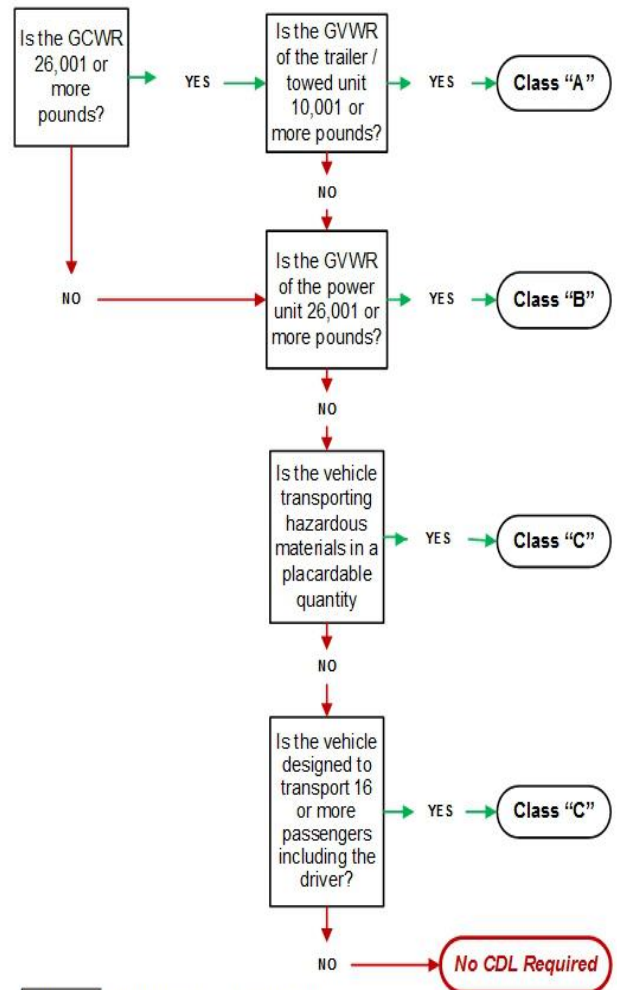 Is the GCWR
26,001 or
more
pounds?
YES
Is the GVWR
of the trailer /
towed unit
10,001 or
more pounds?
YES
Class “A”
NO
NO
Is the GVWR
of the power
unit 26,001 or
more pounds?
YES
Class “B”
NO
Is the vehicle
transporting
hazardous
materials in a
placardable
quantity
YES
Class “C”
NO
Is the vehicle
designed to
transport 16
or more
passengers
including the
driver?
YES
Class “C”
NO
No CDL Required